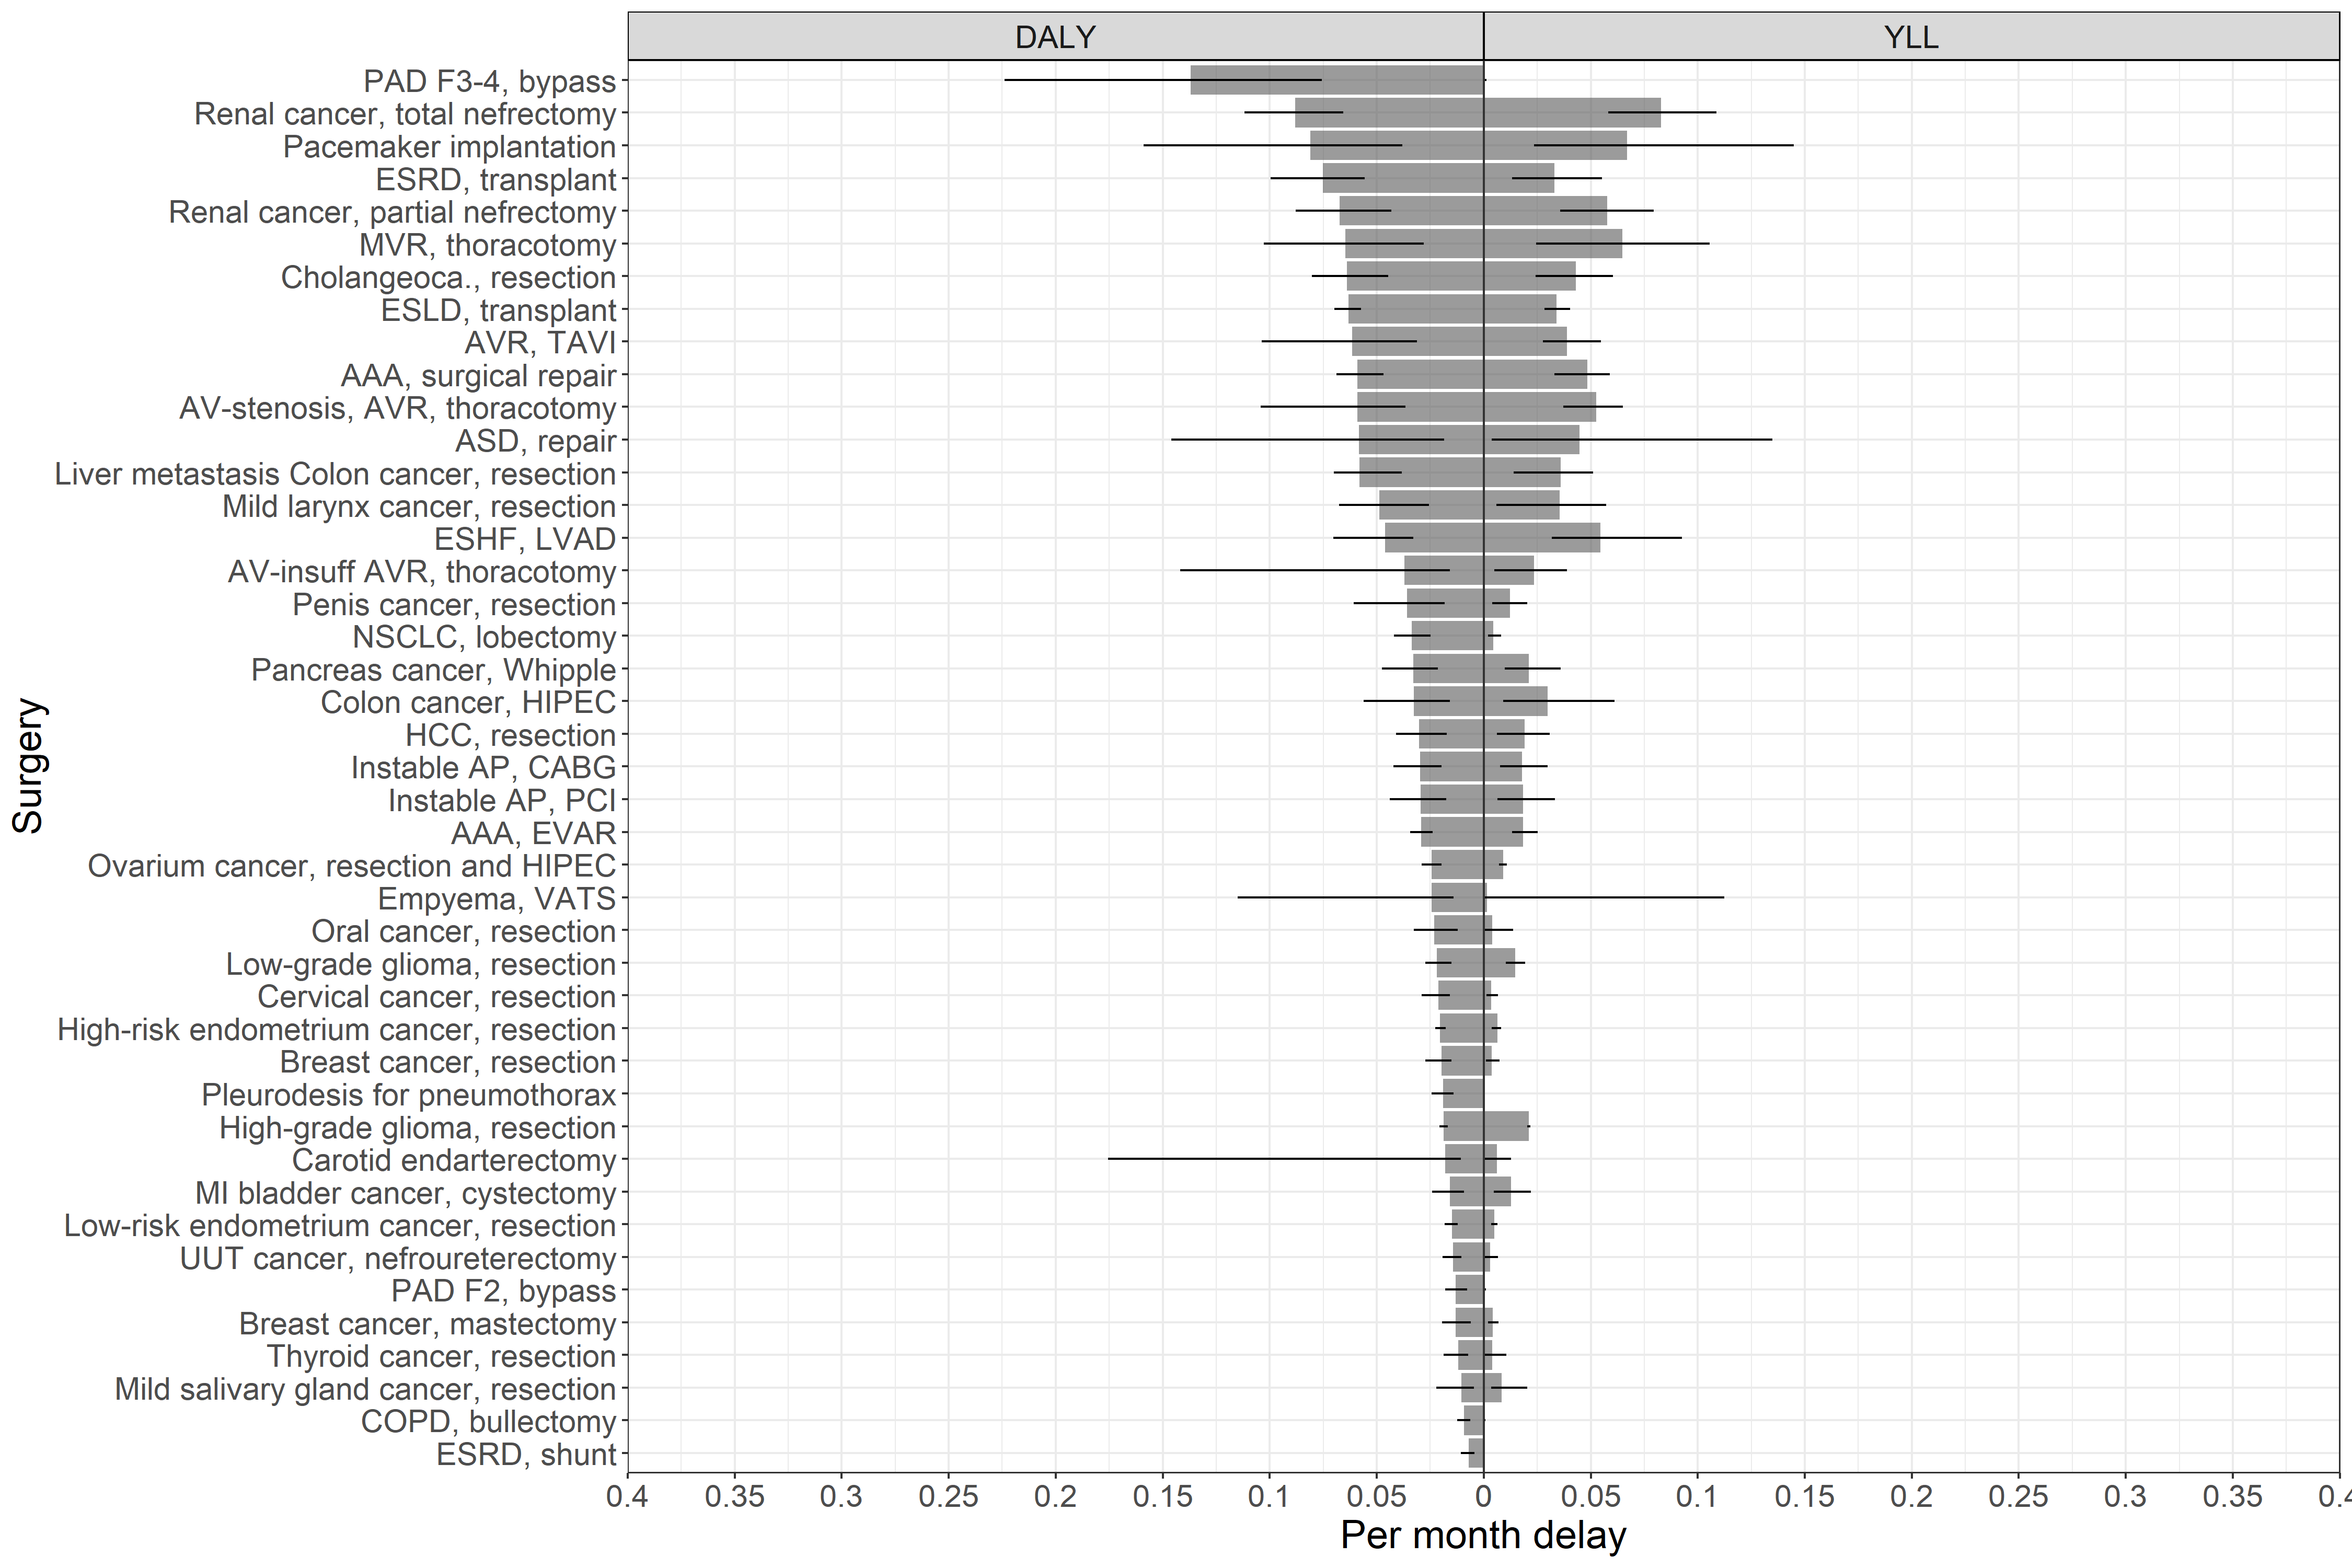 DALY YLL
PAD F3-4, bypass
Renal cancer, total nefrectomy
Pacemaker implantation
ESRD, transplant
Renal cancer, partial nefrectomy
MVR, thoracotomy
Cholangeoca., resection
ESLD, transplant
AVR, TAVI
AAA, surgical repair
AV-stenosis, AVR, thoracotomy
ASD, repair
Liver metastasis Colon cancer, resection
Mild larynx cancer, resection
ESHF, LVAD
AV-insuff AVR, thoracotomy
Penis cancer, resection
NSCLC, lobectomy
Pancreas cancer, Whipple
Colon cancer, HIPEC
HCC, resection
Instable AP, CABG
Instable AP, PCI
AAA, EVAR
Ovarium cancer, resection and HIPEC
Empyema, VATS
Oral cancer, resection
Low-grade glioma, resection
Cervical cancer, resection
High-risk endometrium cancer, resection
Breast cancer, resection
Pleurodesis for pneumothorax
High-grade glioma, resection
Carotid endarterectomy
MI bladder cancer, cystectomy
Low-risk endometrium cancer, resection
UUT cancer, nefroureterectomy
PAD F2, bypass
Breast cancer, mastectomy
Thyroid cancer, resection
Mild salivary gland cancer, resection
COPD, bullectomy
ESRD, shunt
Surgery
0.4 0.35 0.3 0.25 0.2 0.15 0.1 0.05 0 0.05 0.1 0.15 0.2 0.25 0.3 0.35 0.4
Per month delay